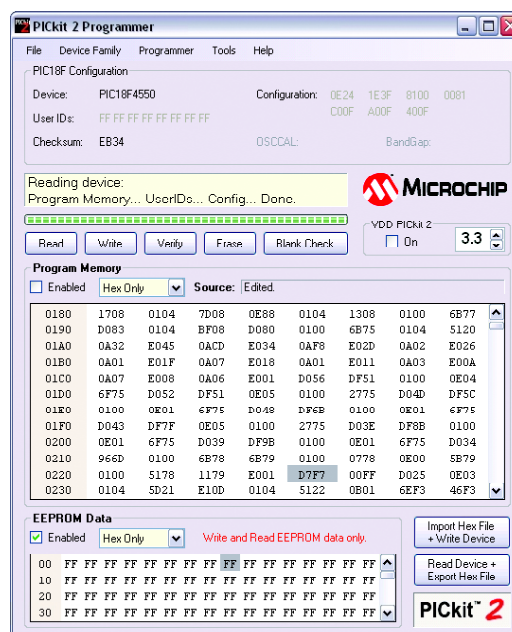 PICkit 2 Programmer
File Device Family Programmer Tools Help
PIC18F Configuration
Device: PIC18F4550 Configuration: 0E24 1E3F 8100 0081
User IDs: FF FF FF FF FF FF FF FF C00F A00F 400F
Checksum: EB34 OSCCAL: BandGap:
Reading device:
Program Memory... UserIDs... Config... Done.
MICROCHIP
VDD PICkit 2
On 3.3
Read Write Verify Erase Blank Check
Program Memory
Enabled Hex Only Source: Edited.
0180 1708 0104 7D08 0E88 0104 1308 0100 6B77
0190 D083 0104 BF08 D080 0100 6B75 0104 5120
01A0 0A32 E045 0ACD E034 0AF8 E02D 0A02 E026
01B0 0A01 E01F 0A07 E018 0A01 E011 0A03 E00A
01C0 0A07 E008 0A06 E001 D056 DF51 0100 0E04
01D0 6F75 D052 DF51 0E05 0100 2775 D04D DF5C
01E0 0100 0E01 6F75 D048 DF6B 0100 0E01 6F75
01F0 D043 DF7F 0E05 0100 2775 D03E DF8B 0100
0200 0E01 6F75 D039 DF9B 0100 0E01 6F75 D034
0210 966D 0100 6B78 6B79 0100 0778 0E00 5B79
0220 0100 5178 1179 E001 D7F7 00FF D025 0E03
0230 0104 5D21 E10D 0104 5122 0B01 6EF3 46F3
EEPROM Data
Enabled Hex Only Write and Read EEPROM data only.
Import Hex File
+ Write Device
00 FF FF FF FF FF FF FF FF FF FF FF FF FF FF FF FF
10 FF FF FF FF FF FF FF FF FF FF FF FF FF FF FF FF
20 FF FF FF FF FF FF FF FF FF FF FF FF FF FF FF FF
30 FF FF FF FF FF FF FF FF FF FF FF FF FF FF FF FF
Read Device +
Export Hex File
PICkit™ 2